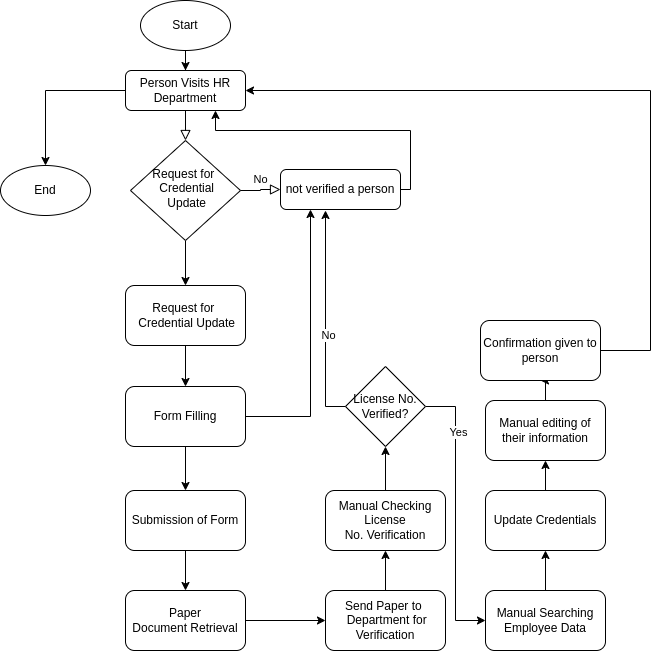 Start
Person Visits HR
Department
End
Request for
Credential
Update
No
not verified a person
Request for
Credential Update
No
Confirmation given to
person
License No.
Verified?
Form Filling
Yes
Manual editing of
their information
Submission of Form
Manual Checking
License
No. Verification
Update Credentials
Paper
Document Retrieval
Send Paper to
Department for
Verification
Manual Searching
Employee Data